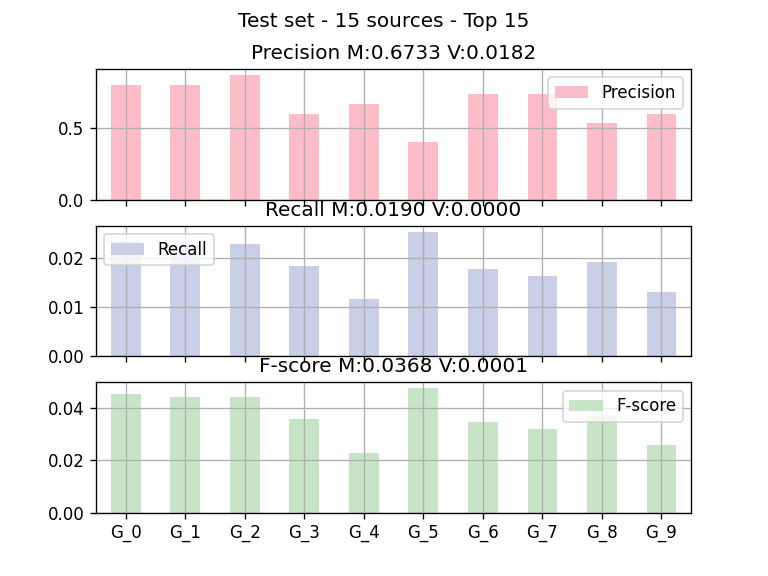 Test set - 15 sources - Top 15
Precision M:0.6733 V:0.0182
Precision
0.5
0.0
Recall M:0.0190 V:0.0000
Recall
0.02
0.01
0.00
F-score M:0.0368 V:0.0001
F-score
0.04
0.02
0.00
G_0 G_1 G_2 G_3 G_4 G_5 G_6 G_7 G_8 G_9